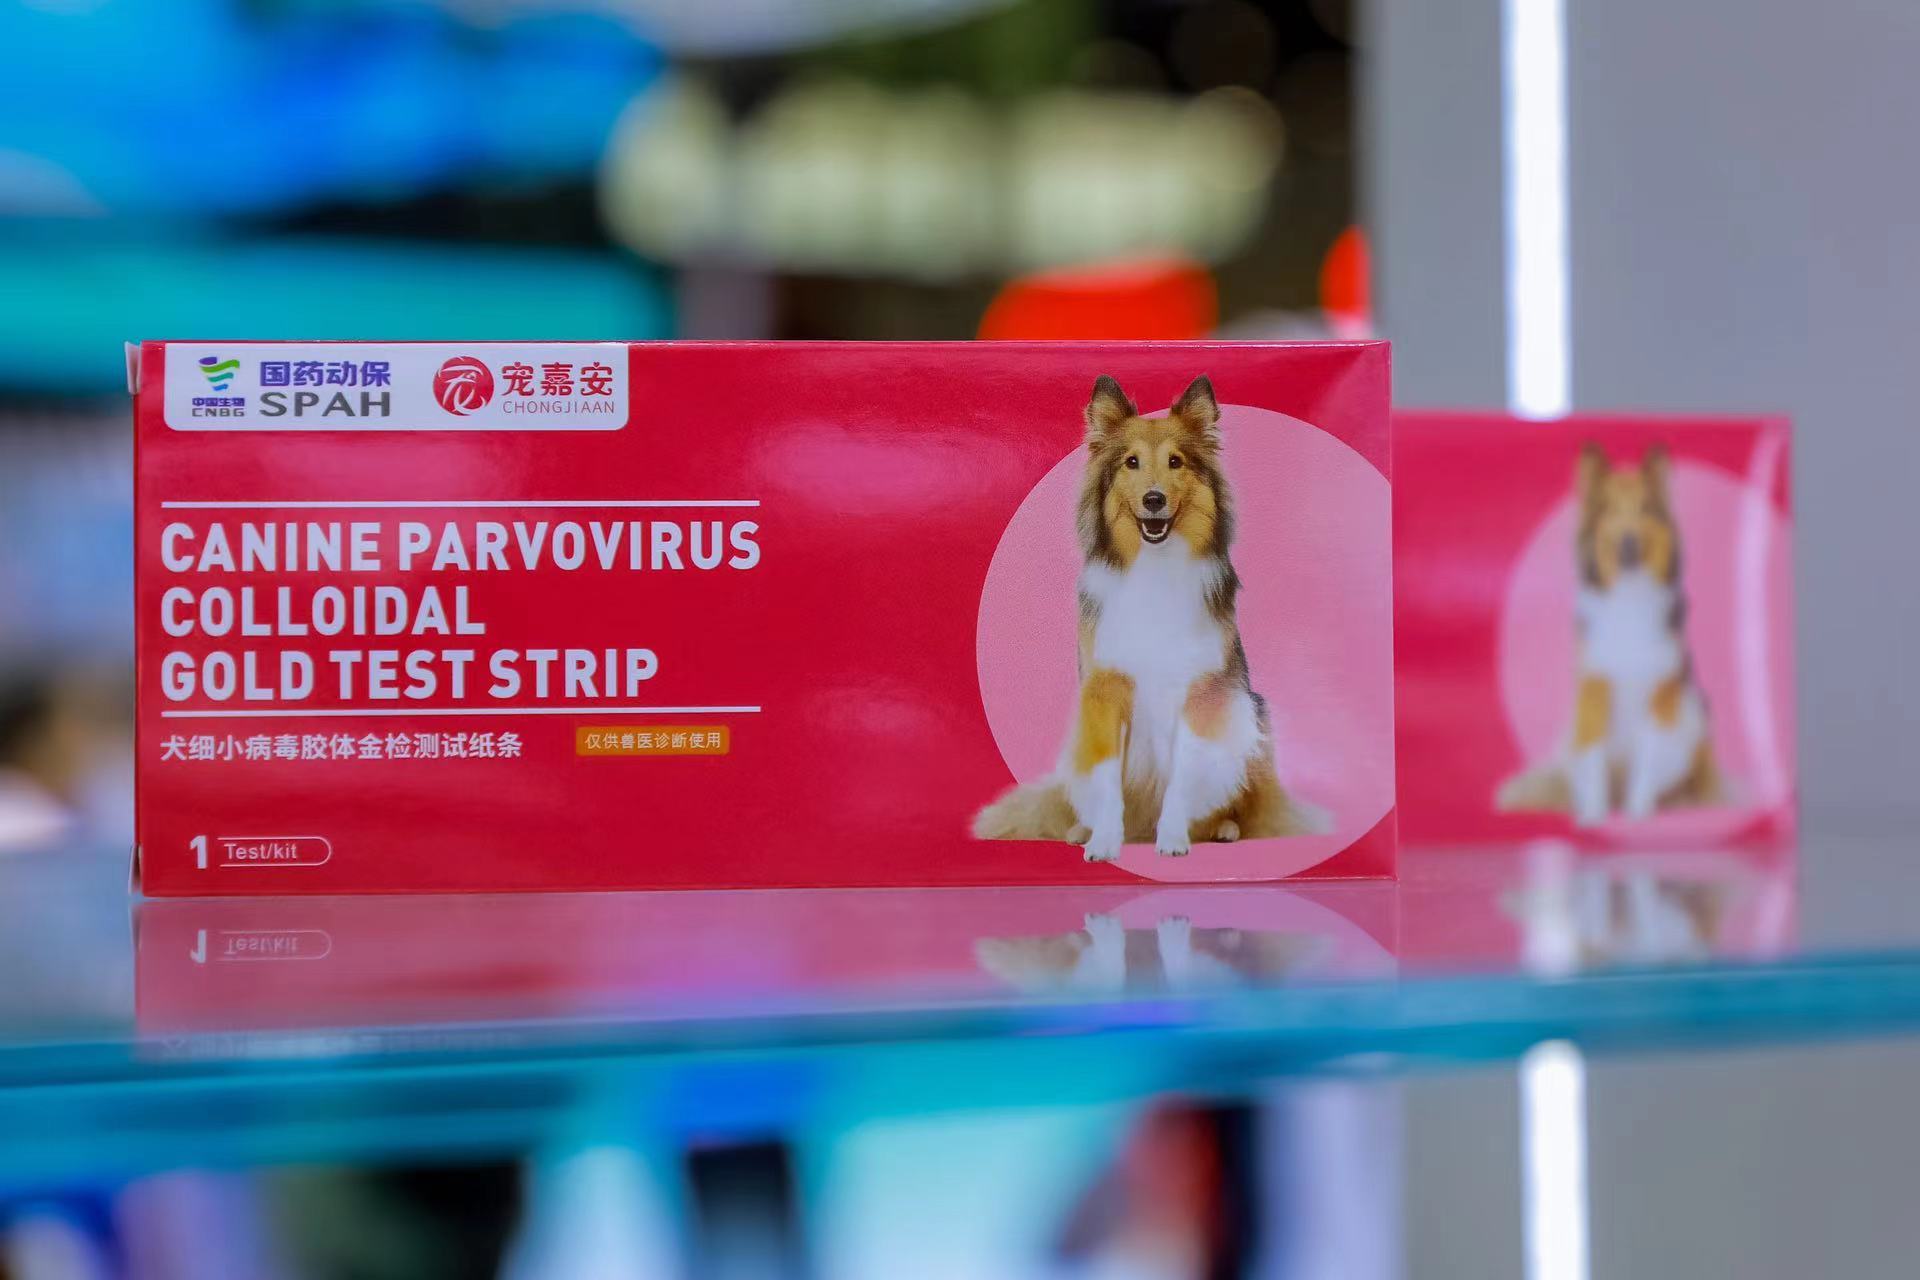 国药动保
中国生物
CNBG SPAH
宠嘉安
CHONGJIAAN
CANINE PARVOVIRUS
COLLOIDAL
GOLD TEST STRIP
犬细小病毒胶体金检测试纸条 仅供兽医诊断使用
1 Test/kit